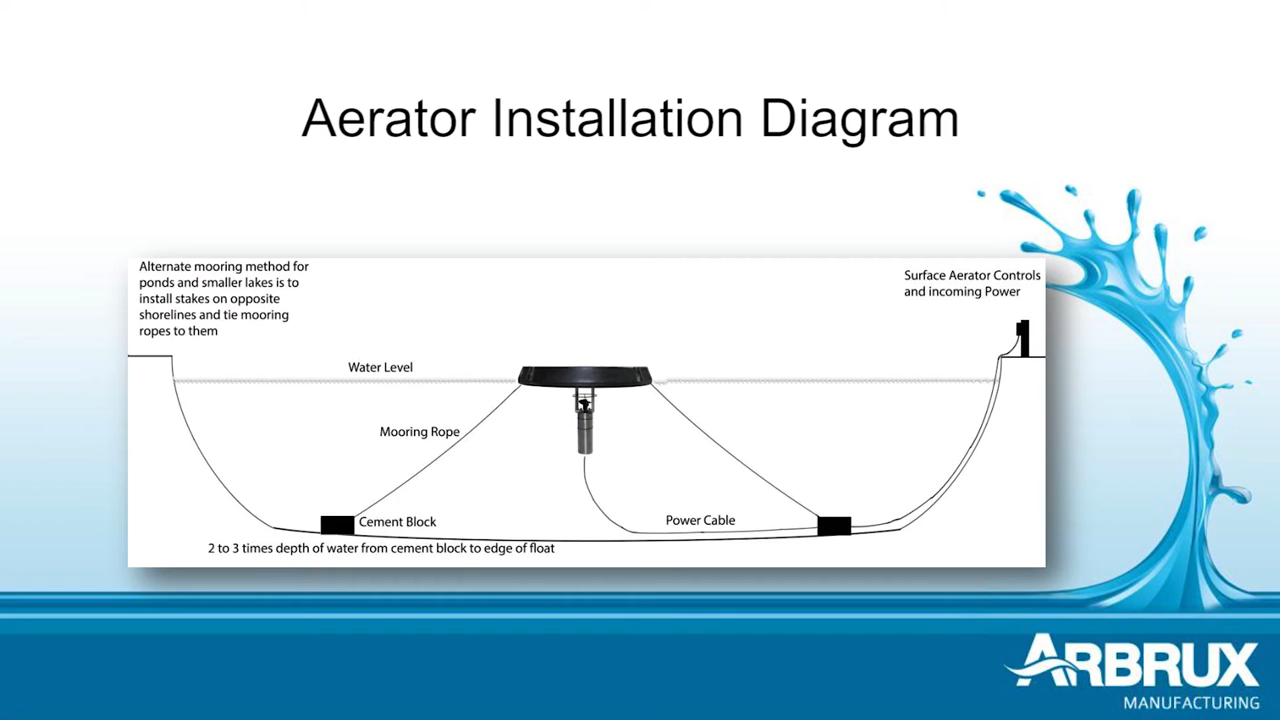 Aerator Installation Diagram
Alternate mooring method for
ponds and smaller lakes is to
install stakes on opposite
shorelines and tie mooring
ropes to them
Surface Aerator Controls
and incoming Power
Water Level
Mooring Rope
Cement Block
Power Cable
2 to 3 times depth of water from cement block to edge of float
ARBRUX
MANUFACTURING